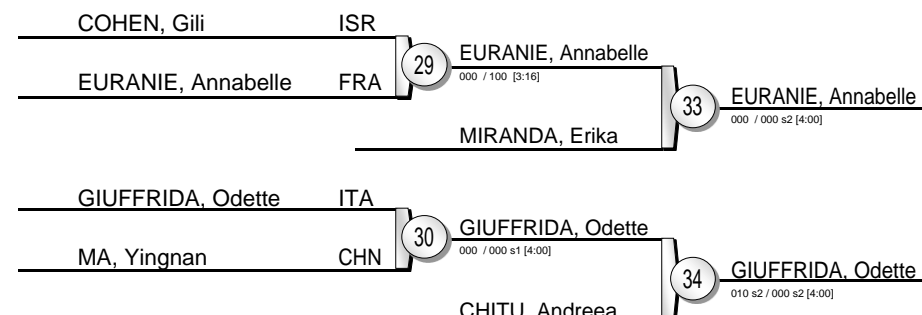 COHEN, Gili ISR
29
EURANIE, Annabelle
000 / 100 [3:16]
EURANIE, Annabelle FRA
33
EURANIE, Annabelle
000 / 000 s2 [4:00]
MIRANDA, Erika
GIUFFRIDA, Odette ITA
30
GIUFFRIDA, Odette
000 / 000 s1 [4:00]
MA, Yingnan CHN
34
GIUFFRIDA, Odette
010 s2 / 000 s2 [4:00]
CHITU, Andreea